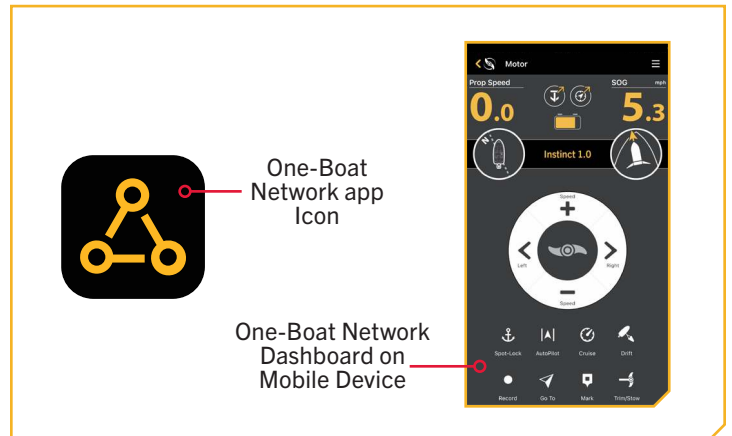 One-Boat
Network app
Icon
One-Boat Network
Dashboard on
Mobile Device
Motor
Prop Speed
SOG mph
0.0
5.3
N
Instinct 1.0
Speed
Left
Right
Speed
Spot-Lock AutoPilot Cruise Drift
Record Go To Mark Trim/Stow